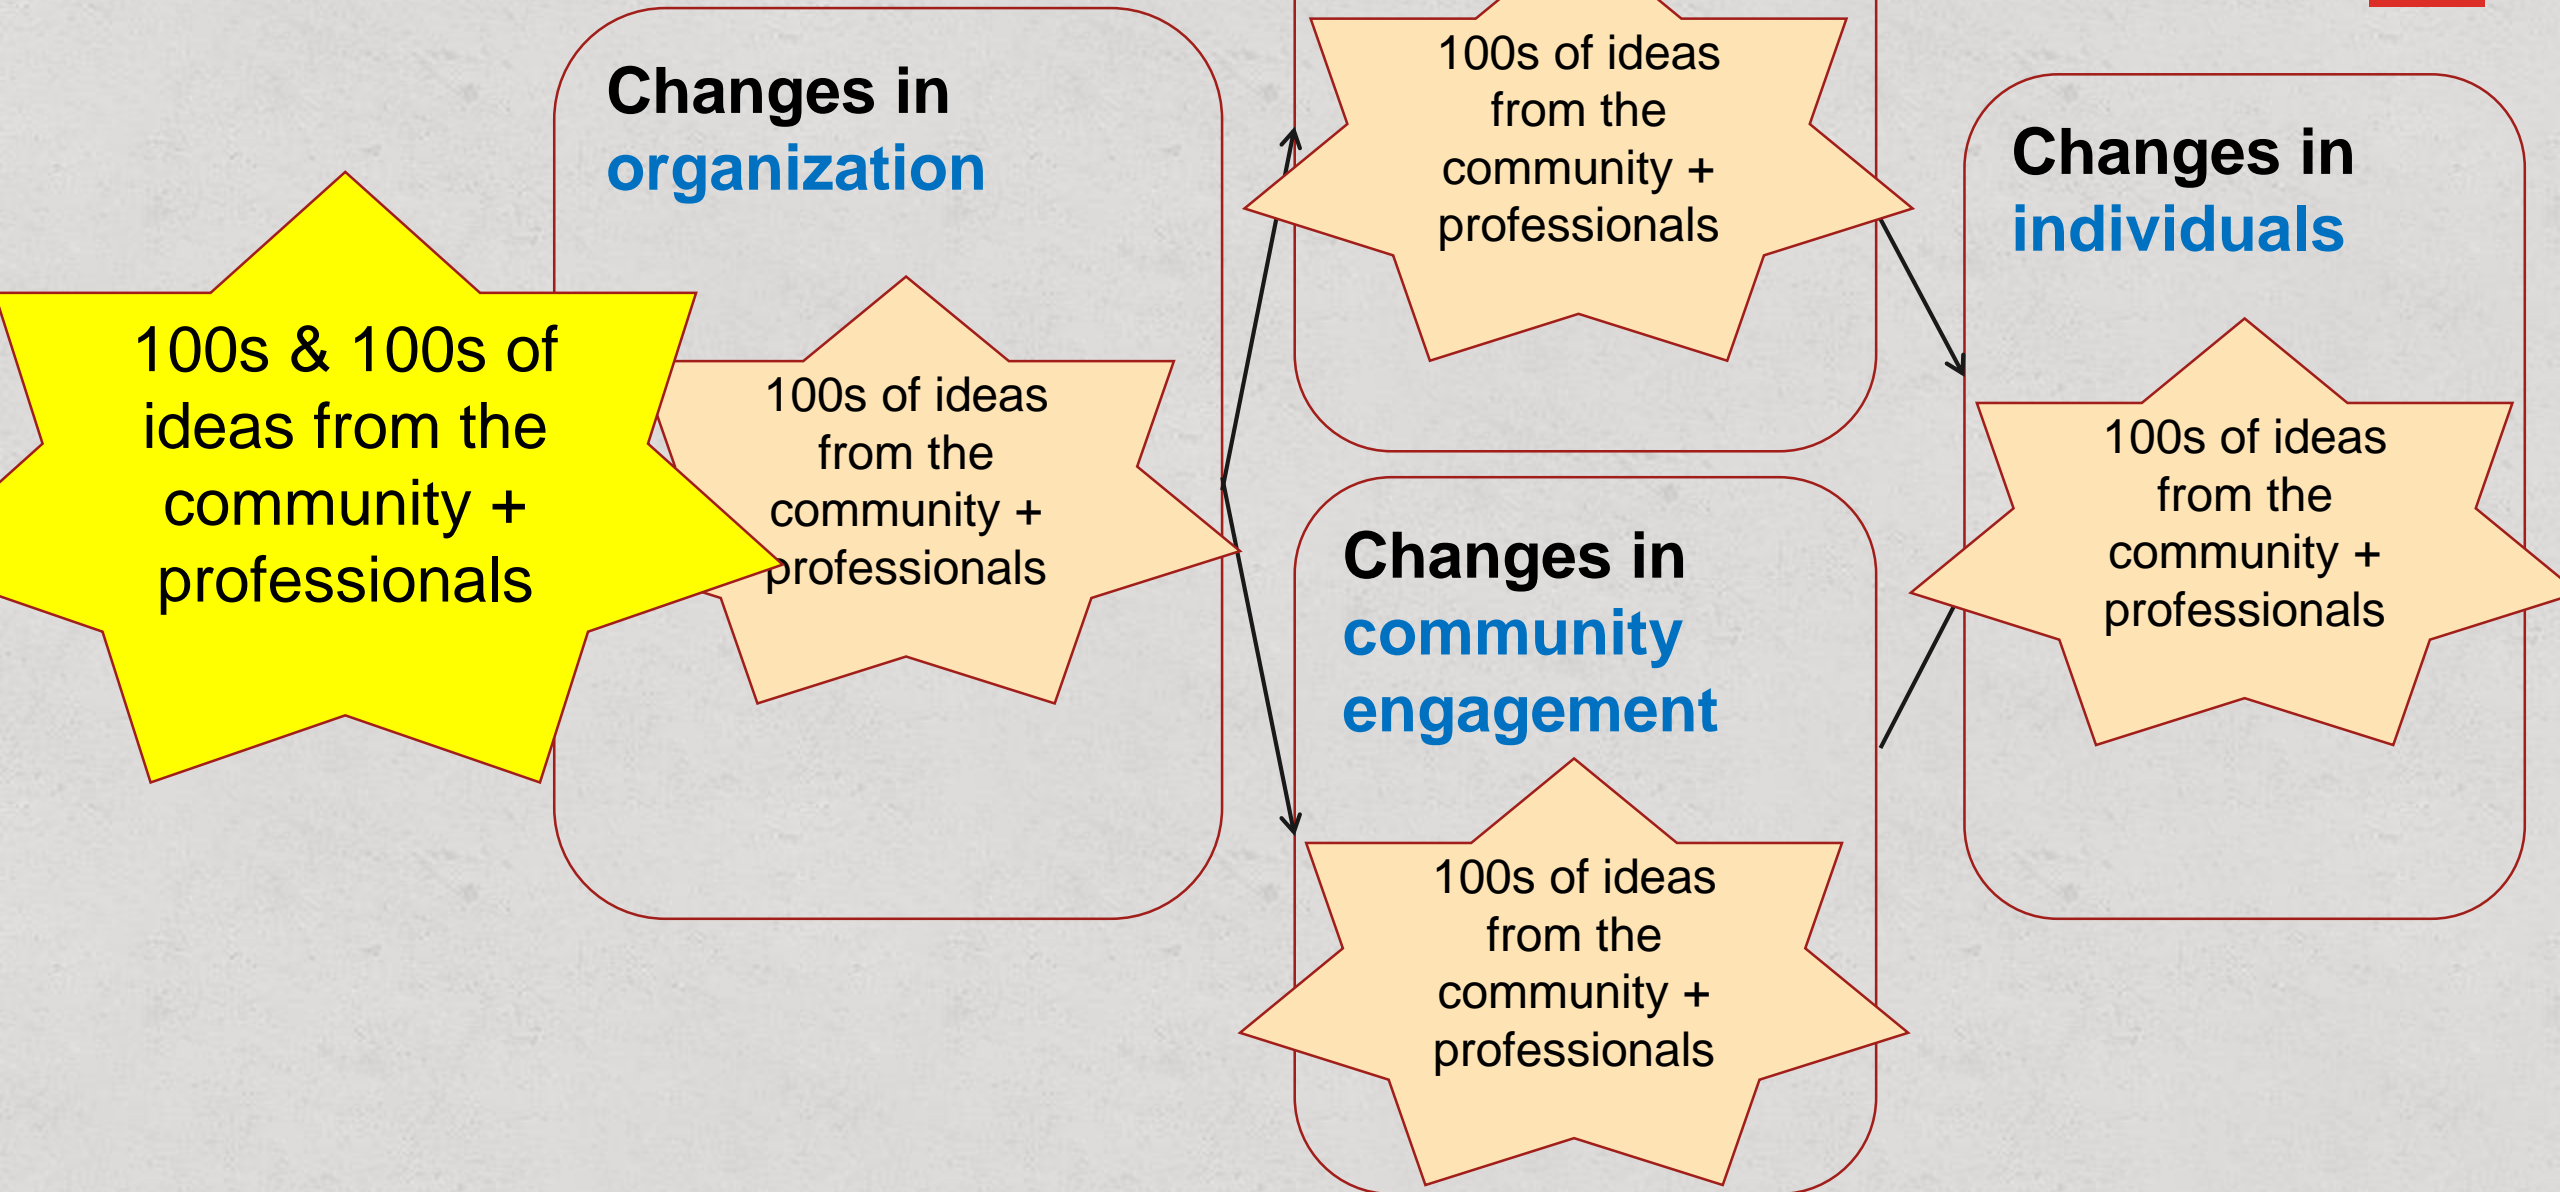 100s & 100s of
ideas from the
community +
professionals
Changes in
organization
100s of ideas
from the
community +
professionals
100s of ideas
from the
community +
professionals
Changes in
community
engagement
100s of ideas
from the
community +
professionals
Changes in
individuals
100s of ideas
from the
community +
professionals